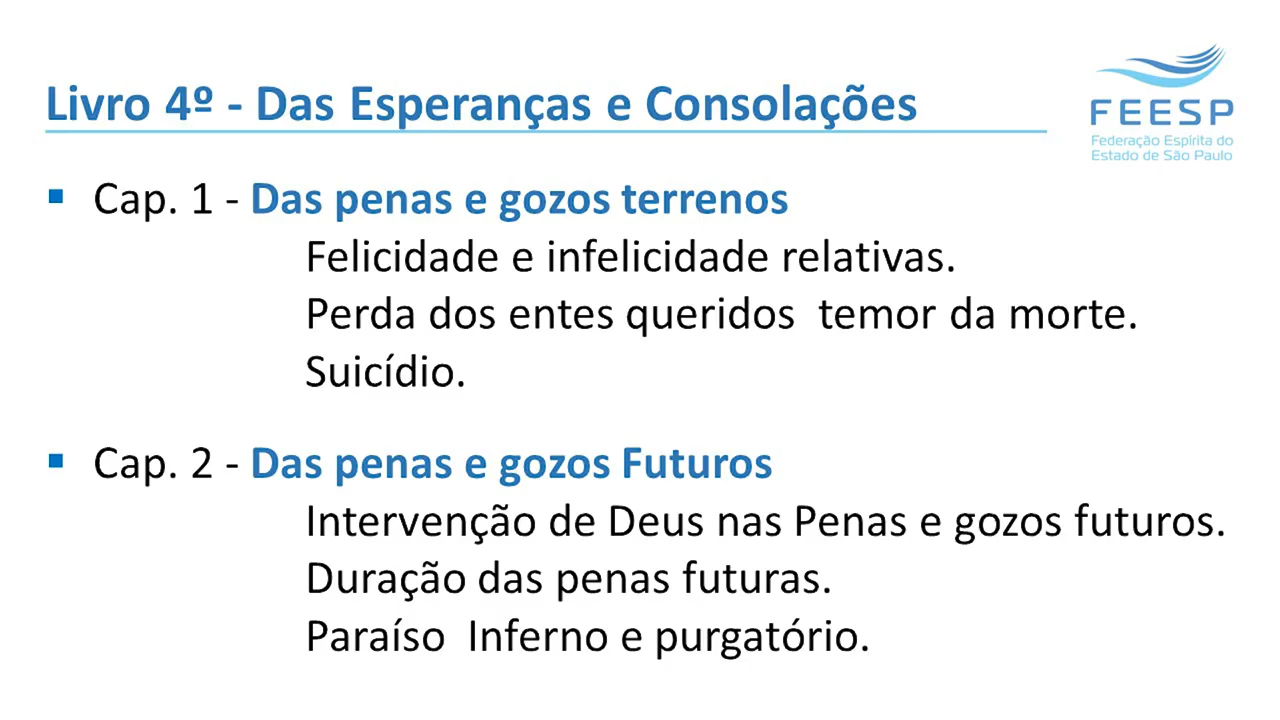 Livro 4º - Das Esperanças e Consolações
FEESP
Federação Espírita do
Estado de São Paulo
▪ Cap. 1 - Das penas e gozos terrenos
Felicidade e infelicidade relativas.
Perda dos entes queridos  temor da morte.
Suicídio.
▪ Cap. 2 - Das penas e gozos Futuros
Intervenção de Deus nas Penas e gozos futuros.
Duração das penas futuras.
Paraíso  Inferno e purgatório.